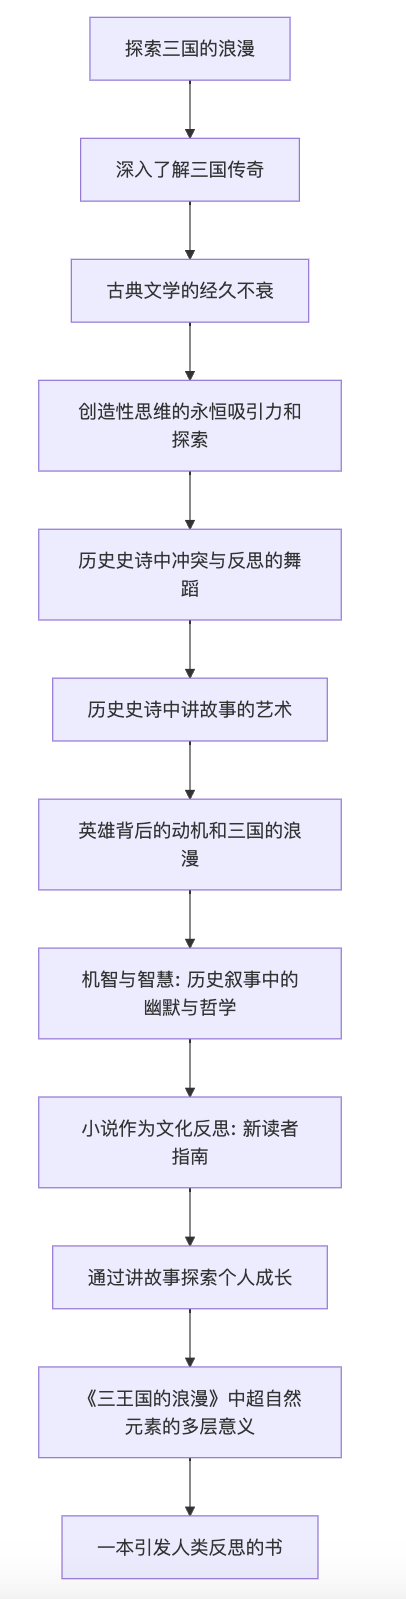 探索三国的浪漫
深入了解三国传奇
古典文学的经久不衰
创造性思维的永恒吸引力和
探索
历史史诗中冲突与反思的舞
蹈
历史史诗中讲故事的艺术
英雄背后的动机和三国的浪
漫
机智与智慧: 历史叙事中的
幽默与哲学
小说作为文化反思: 新读者
指南
通过讲故事探索个人成长
《三王国的浪漫》中超自然
元素的多层意义
一本引发人类反思的书